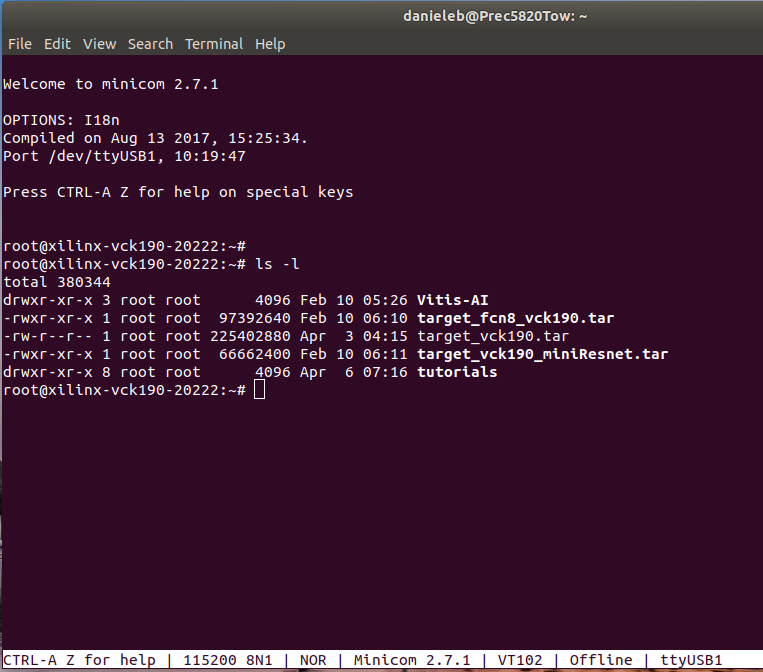 danieleb@Prec5820Tow: ~
File Edit View Search Terminal Help
Welcome to minicom 2.7.1
OPTIONS: I18n
Compiled on Aug 13 2017, 15:25:34.
Port /dev/ttyUSB1, 10:19:47
Press CTRL-A Z for help on special keys
root@xilinx-vck190-20222:~#
root@xilinx-vck190-20222:~# ls -l
total 380344
drwxr-xr-x 3 root root      4096 Feb 10 05:26 Vitis-AI
-rwxr-xr-x 1 root root  97392640 Feb 10 06:10 target_fcn8_vck190.tar
-rw-r--r-- 1 root root 225402880 Apr  3 04:15 target_vck190.tar
-rwxr-xr-x 1 root root  66662400 Feb 10 06:11 target_vck190_miniResnet.tar
drwxr-xr-x 8 root root      4096 Apr  6 07:16 tutorials
root@xilinx-vck190-20222:~#
CTRL-A Z for help | 115200 8N1 | NOR | Minicom 2.7.1 | VT102 | Offline | ttyUSB1